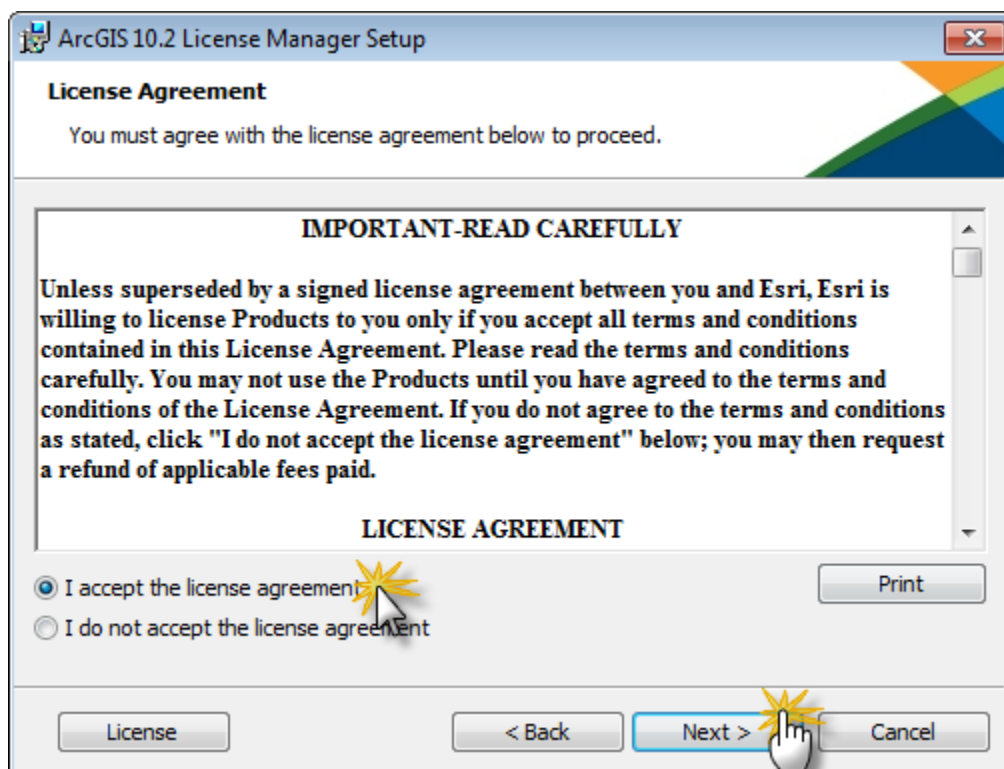 ArcGIS 10.2 License Manager Setup
License Agreement
You must agree with the license agreement below to proceed.
IMPORTANT-READ CAREFULLY
Unless superseded by a signed license agreement between you and Esri, Esri is
willing to license Products to you only if you accept all terms and conditions
contained in this License Agreement. Please read the terms and conditions
carefully. You may not use the Products until you have agreed to the terms and
conditions of the License Agreement. If you do not agree to the terms and conditions
as stated, click "I do not accept the license agreement" below; you may then request
a refund of applicable fees paid.
LICENSE AGREEMENT
I accept the license agreement
Print
I do not accept the license agreement
License
< Back
Next >
Cancel